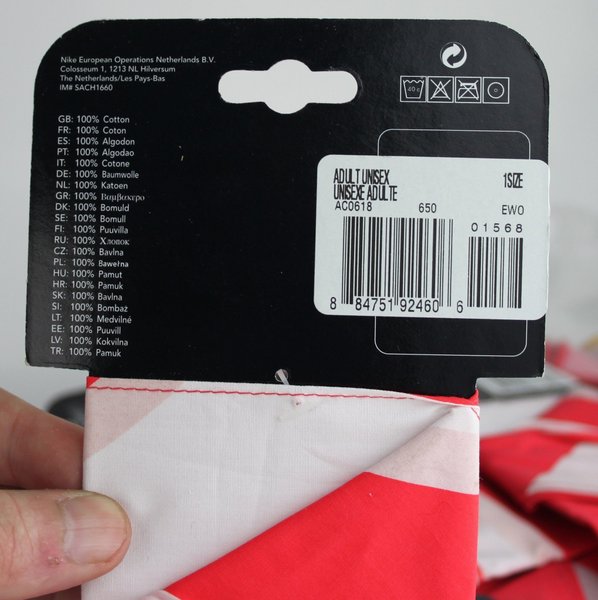 Nike European Operations Netherlands B.V.
Colosseum 1, 1213 NL Hilversum
The Netherlands/Les Pays-Bas
IM# SACH1660
40 c
GB: 100% Cotton
FR: 100% Coton
ES: 100% Algodon
PT: 100% Algodao
IT: 100% Cotone
DE: 100% Baumwolle
NL: 100% Katoen
GR: 100% Βαμβακερο
DK: 100% Bomuld
SE: 100% Bomull
FI: 100% Puuvilla
RU: 100% Хлопок
CZ: 100% Bavlna
PL: 100% Bawełna
HU: 100% Pamut
HR: 100% Pamuk
SK: 100% Bavlna
SI: 100% Bombaž
LT: 100% Medvilné
EE: 100% Puuvill
LV: 100% Kokvilna
TR: 100% Pamuk
ADULT UNISEX 1SIZE
UNISEXE ADULTE
AC0618 650 EWO
01568
8 84751 92460 6